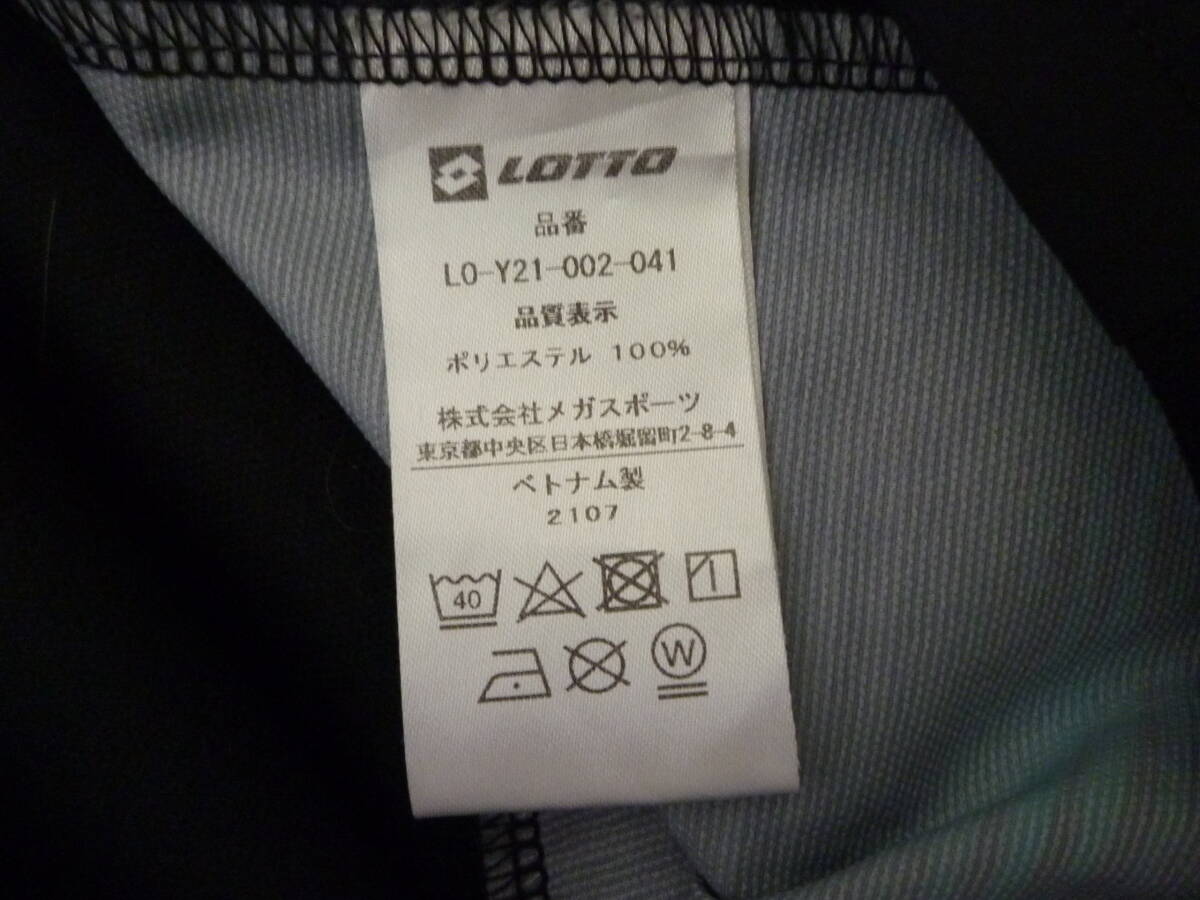 LOTTO
品番
LO-Y21-002-041
品質表示
ポリエステル 100%
株式会社メガスポーツ
東京都中央区日本橋堀留町2-8-4
ベトナム製
2107
40
W